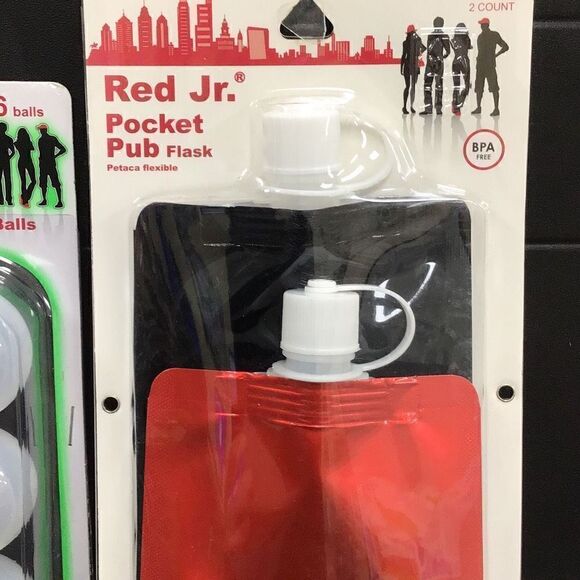 2 COUNT
Red Jr.®
Pocket
Pub Flask
Petaca flexible
BPA
FREE
6 balls
Balls